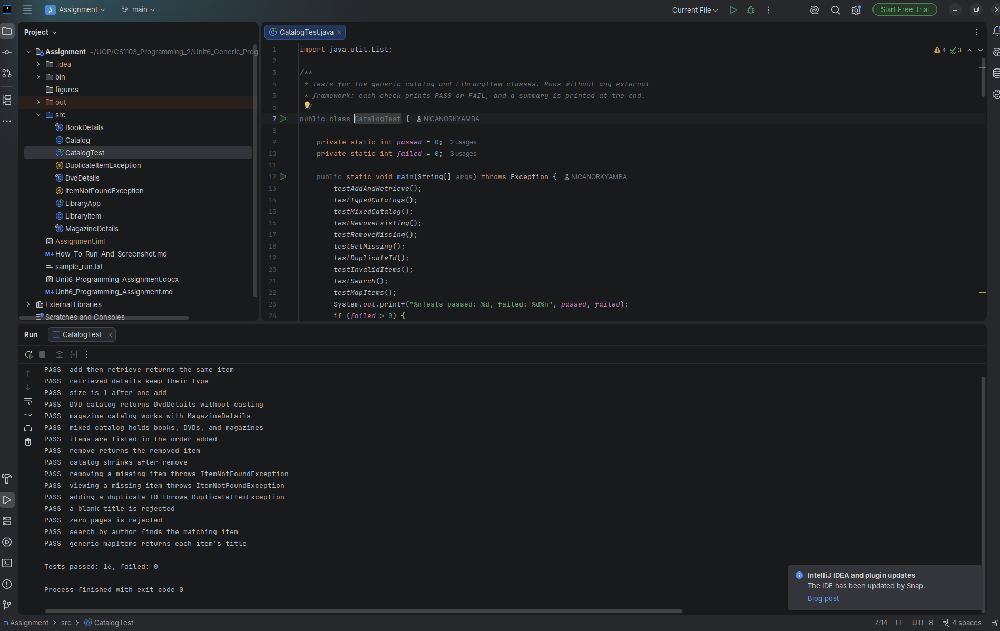 Assignment
main
Current File
Start Free Trial
Project
Assignment ~/UOP/CS1103_Programming_2/Unit6_Generic_Prog
.idea
bin
figures
out
src
BookDetails
Catalog
CatalogTest
DuplicateItemException
DvdDetails
ItemNotFoundException
LibraryApp
LibraryItem
MagazineDetails
Assignment.iml
How_To_Run_And_Screenshot.md
sample_run.txt
Unit6_Programming_Assignment.docx
Unit6_Programming_Assignment.md
External Libraries
Scratches and Consoles
CatalogTest.java
4 3
1 import java.util.List;
2
3 /**
4 * Tests for the generic catalog and LibraryItem classes. Runs without any external
5 * framework: each check prints PASS or FAIL, and a summary is printed at the end.
6 */
7 public class CatalogTest { NICANORKYAMBA
8
9 private static int passed = 0; 2 usages
10 private static int failed = 0; 3 usages
11
12 public static void main(String[] args) throws Exception { NICANORKYAMBA
13 testAddAndRetrieve();
14 testTypedCatalogs();
15 testMixedCatalog();
16 testRemoveExisting();
17 testRemoveMissing();
18 testGetMissing();
19 testDuplicateId();
20 testInvalidItems();
21 testSearch();
22 testMapItems();
23 System.out.printf("%nTests passed: %d, failed: %d%n", passed, failed);
24 if (failed > 0) {
Run
CatalogTest
PASS add then retrieve returns the same item
PASS retrieved details keep their type
PASS size is 1 after one add
PASS DVD catalog returns DvdDetails without casting
PASS magazine catalog works with MagazineDetails
PASS mixed catalog holds books, DVDs, and magazines
PASS items are listed in the order added
PASS remove returns the removed item
PASS catalog shrinks after remove
PASS removing a missing item throws ItemNotFoundException
PASS viewing a missing item throws ItemNotFoundException
PASS adding a duplicate ID throws DuplicateItemException
PASS a blank title is rejected
PASS zero pages is rejected
PASS search by author finds the matching item
PASS generic mapItems returns each item's title
Tests passed: 16, failed: 0
Process finished with exit code 0
IntelliJ IDEA and plugin updates
The IDE has been updated by Snap.
Blog post
Assignment > src > CatalogTest
7:14 LF UTF-8 4 spaces